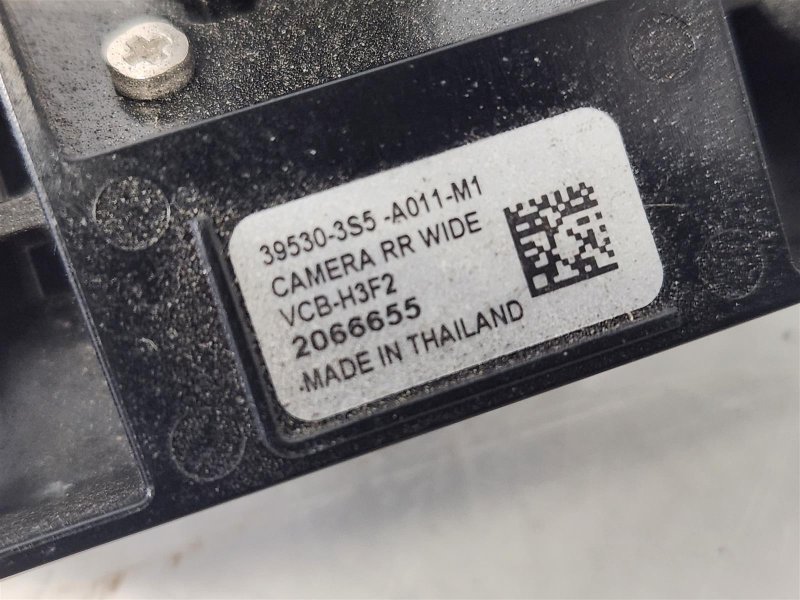 39530-3S5 -A011-M1
CAMERA RR WIDE
VCB-H3F2
2066655
.MADE IN THAILAND